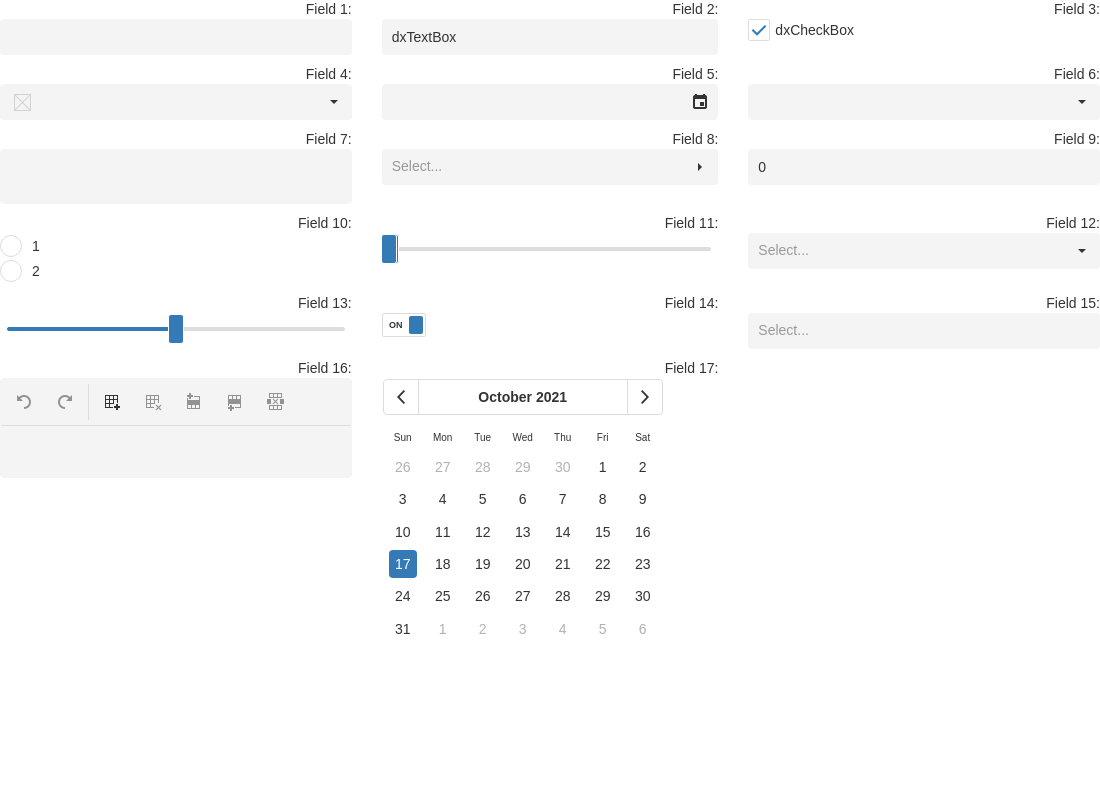 Field 1:
Field 2:
dxTextBox
Field 3:
dxCheckBox
Field 4:
Field 5:
Field 6:
Field 7:
Field 8:
Select...
Field 9:
0
Field 10:
1
2
Field 11:
Field 12:
Select...
Field 13:
Field 14:
ON
Field 15:
Select...
Field 16:
Field 17:
October 2021
Sun Mon Tue Wed Thu Fri Sat
26 27 28 29 30 1 2
3 4 5 6 7 8 9
10 11 12 13 14 15 16
17 18 19 20 21 22 23
24 25 26 27 28 29 30
31 1 2 3 4 5 6